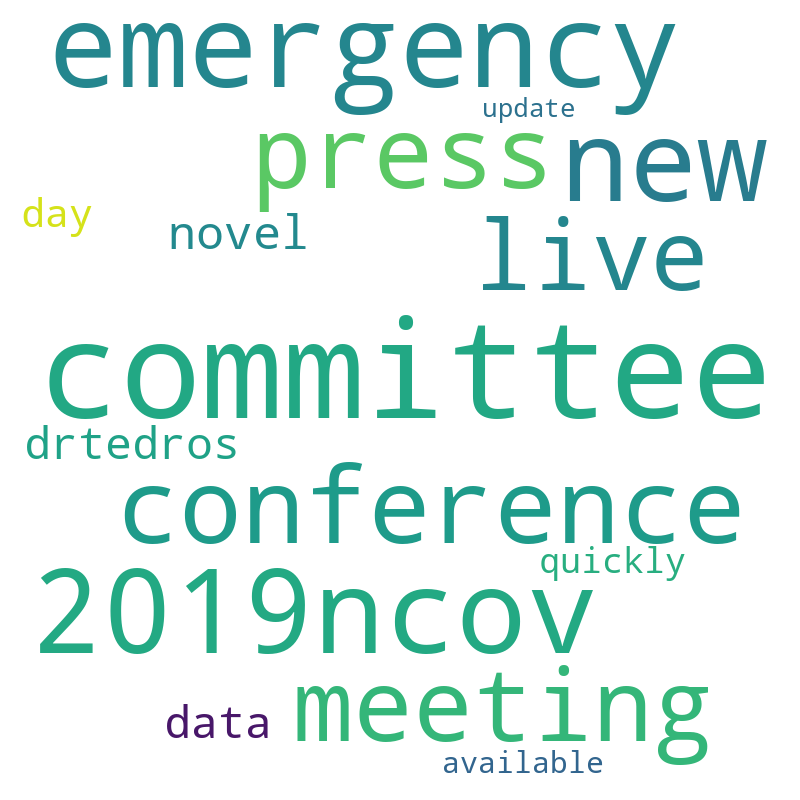 emergency
update
press new
day
novel live
committee
drtedros
conference
quickly
2019ncov
data meeting
available